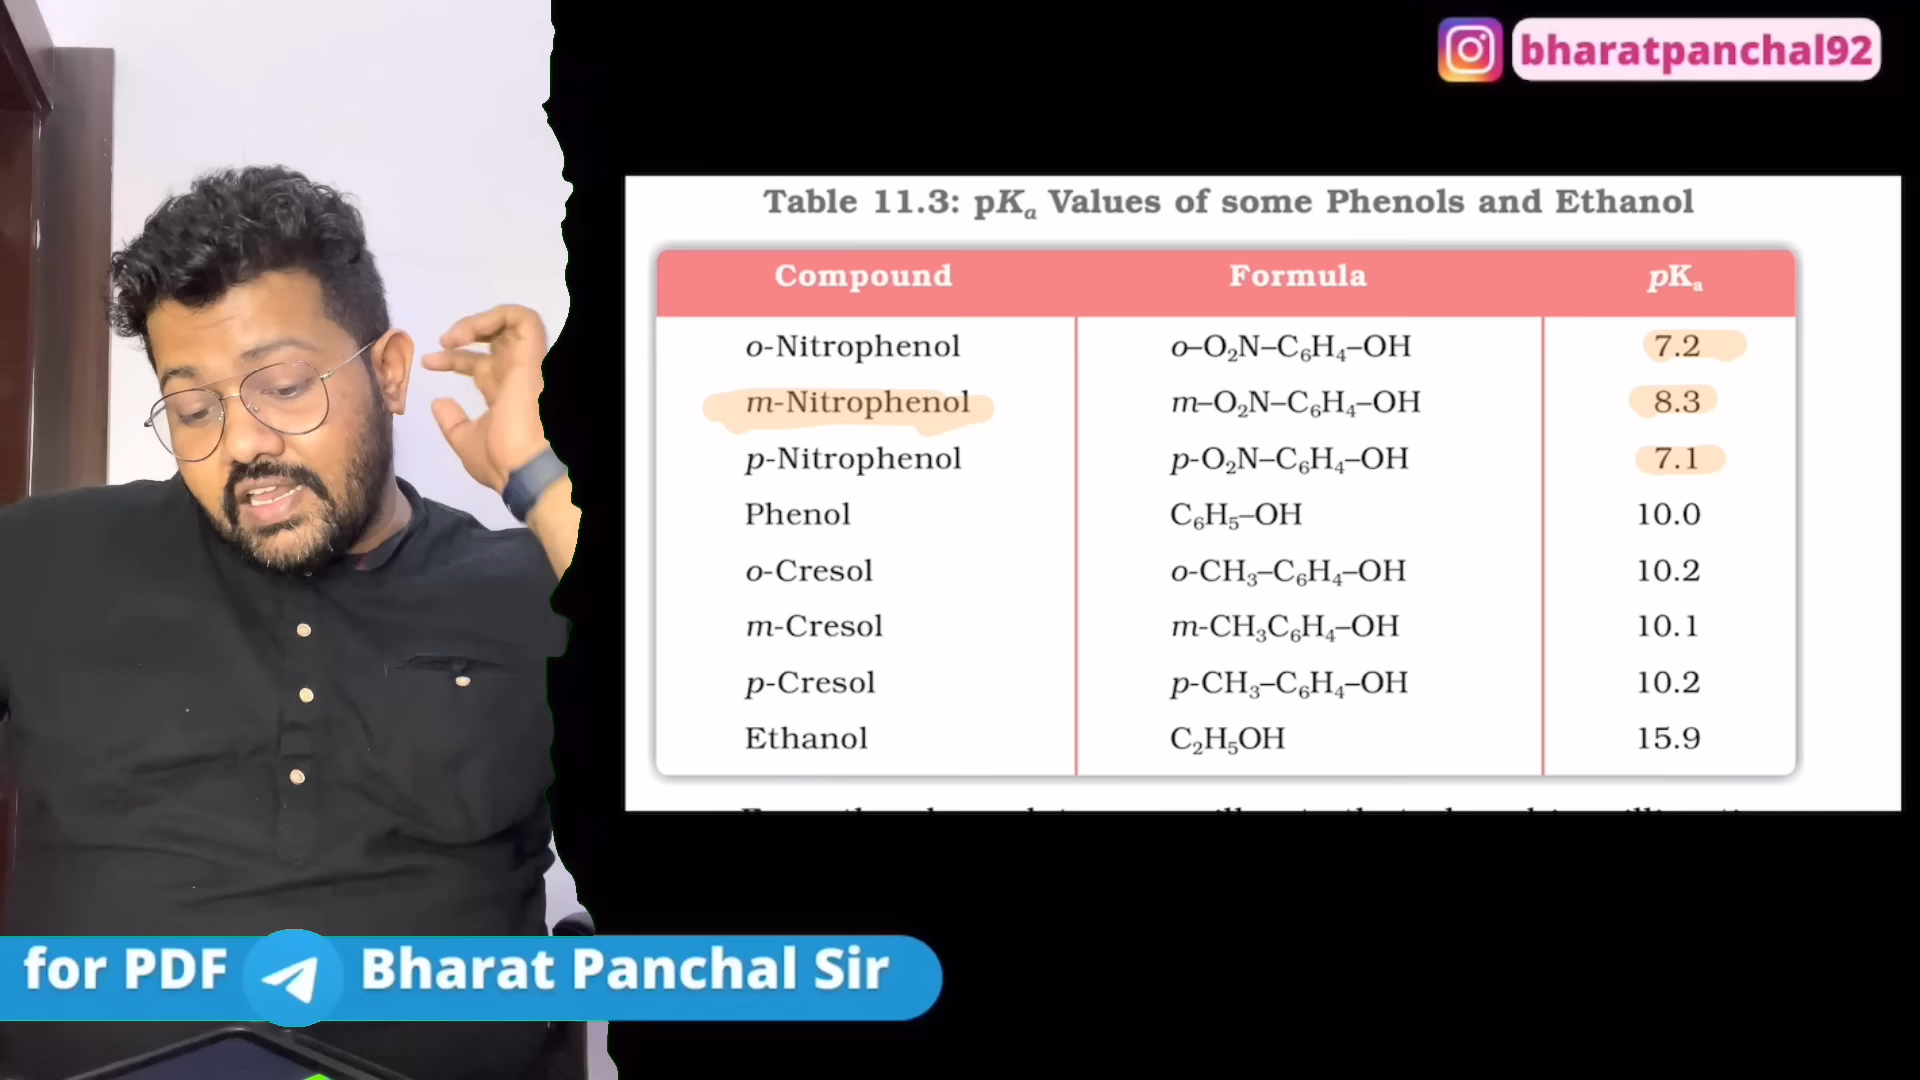 bharatpanchal92
Table 11.3: pKₐ Values of some Phenols and Ethanol
Compound Formula pKₐ
o-Nitrophenol o–O₂N–C₆H₄–OH 7.2
m-Nitrophenol m–O₂N–C₆H₄–OH 8.3
p-Nitrophenol p-O₂N–C₆H₄–OH 7.1
Phenol C₆H₅–OH 10.0
o-Cresol o-CH₃–C₆H₄–OH 10.2
m-Cresol m-CH₃C₆H₄–OH 10.1
p-Cresol p-CH₃–C₆H₄–OH 10.2
Ethanol C₂H₅OH 15.9
for PDF Bharat Panchal Sir